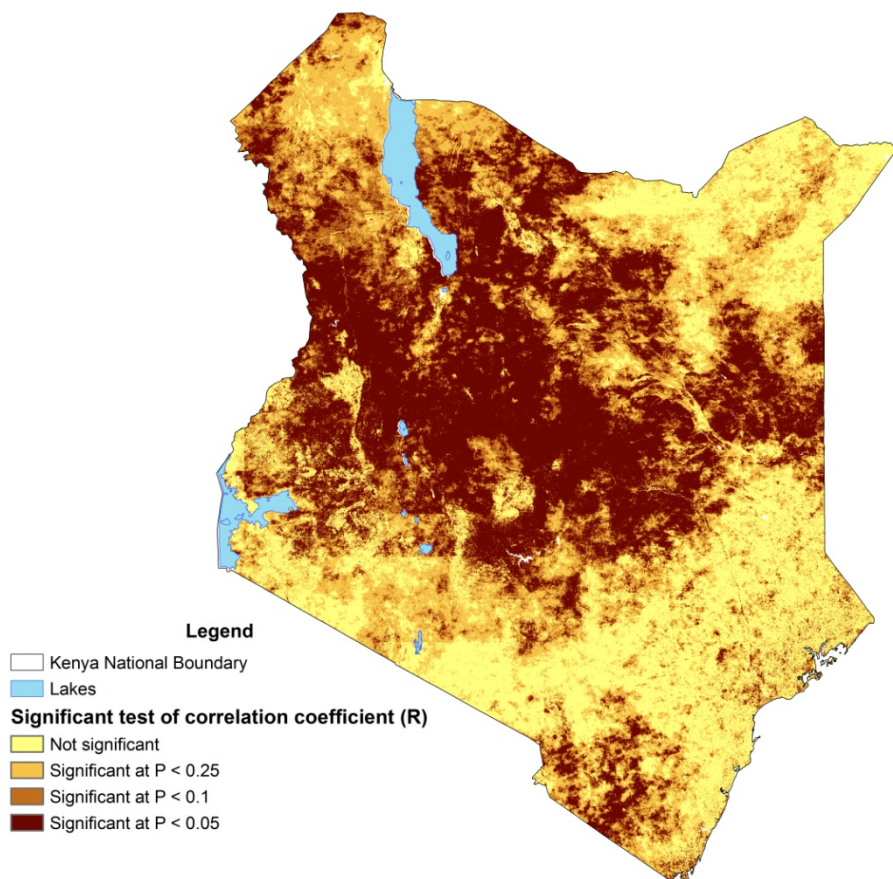 Legend
Kenya National Boundary
Lakes
Significant test of correlation coefficient (R)
Not significant
Significant at P < 0.25
Significant at P < 0.1
Significant at P < 0.05